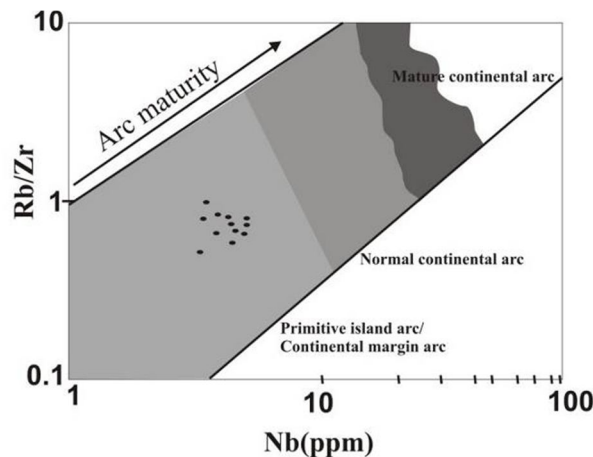 10
Arc maturity
Mature continental arc
Rb/Zr
1
Normal continental arc
Primitive island arc/
Continental margin arc
0.1
1
10
100
Nb(ppm)